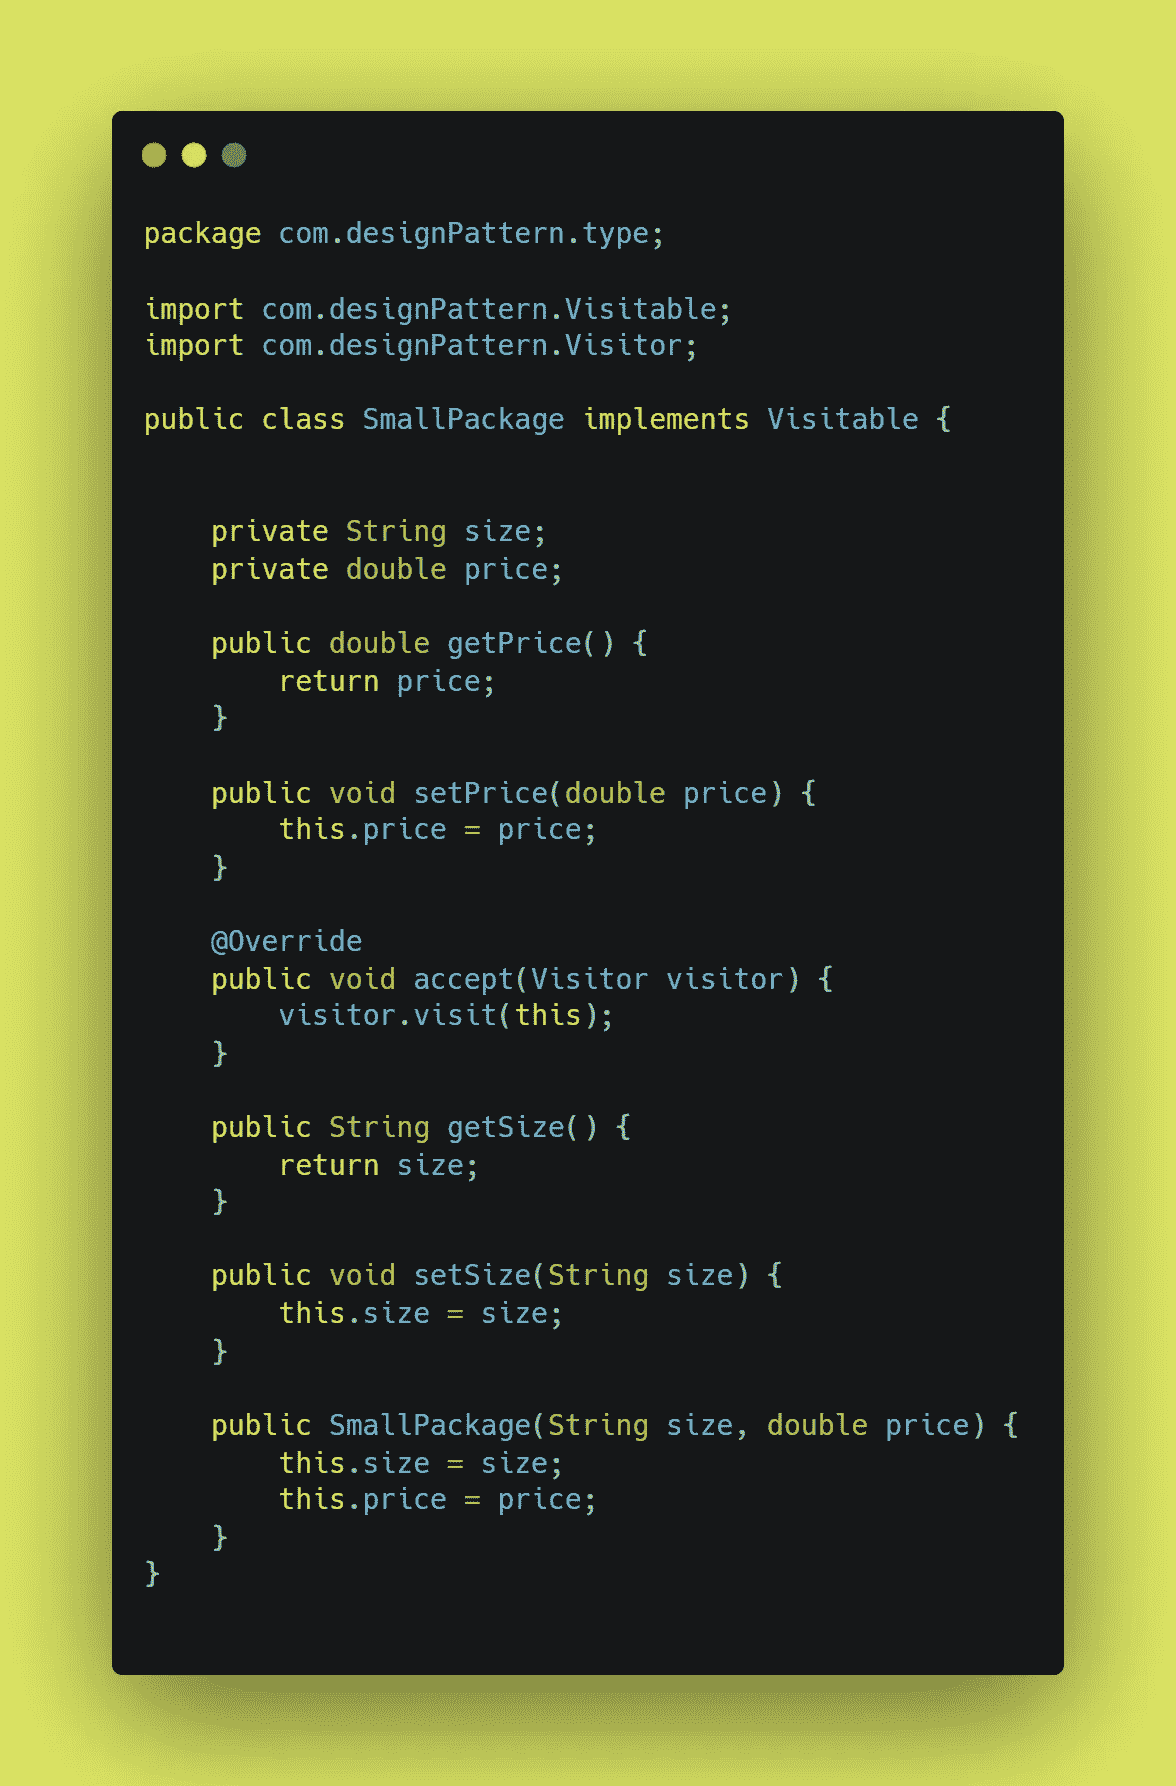 package com.designPattern.type;
import com.designPattern.Visitable;
import com.designPattern.Visitor;
public class SmallPackage implements Visitable {
    private String size;
    private double price;
    public double getPrice() {
        return price;
    }
    public void setPrice(double price) {
        this.price = price;
    }
    @Override
    public void accept(Visitor visitor) {
        visitor.visit(this);
    }
    public String getSize() {
        return size;
    }
    public void setSize(String size) {
        this.size = size;
    }
    public SmallPackage(String size, double price) {
        this.size = size;
        this.price = price;
    }
}